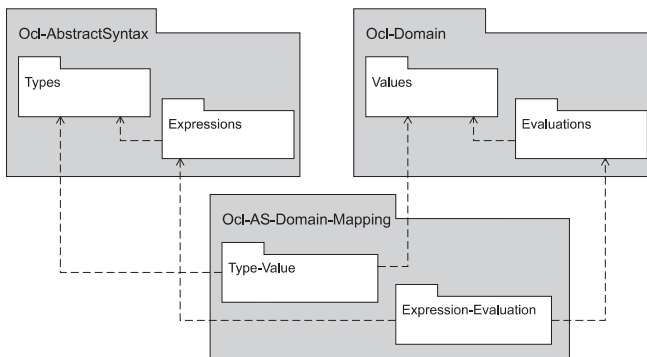 Ocl-AbstractSyntax
Types
Expressions
Ocl-Domain
Values
Evaluations
Ocl-AS-Domain-Mapping
Type-Value
Expression-Evaluation